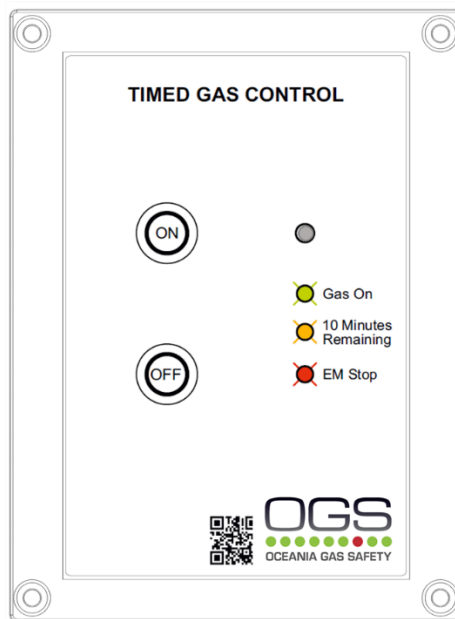 TIMED GAS CONTROL
ON
Gas On
10 Minutes
Remaining
OFF
EM Stop
OGS
OCEANIA GAS SAFETY